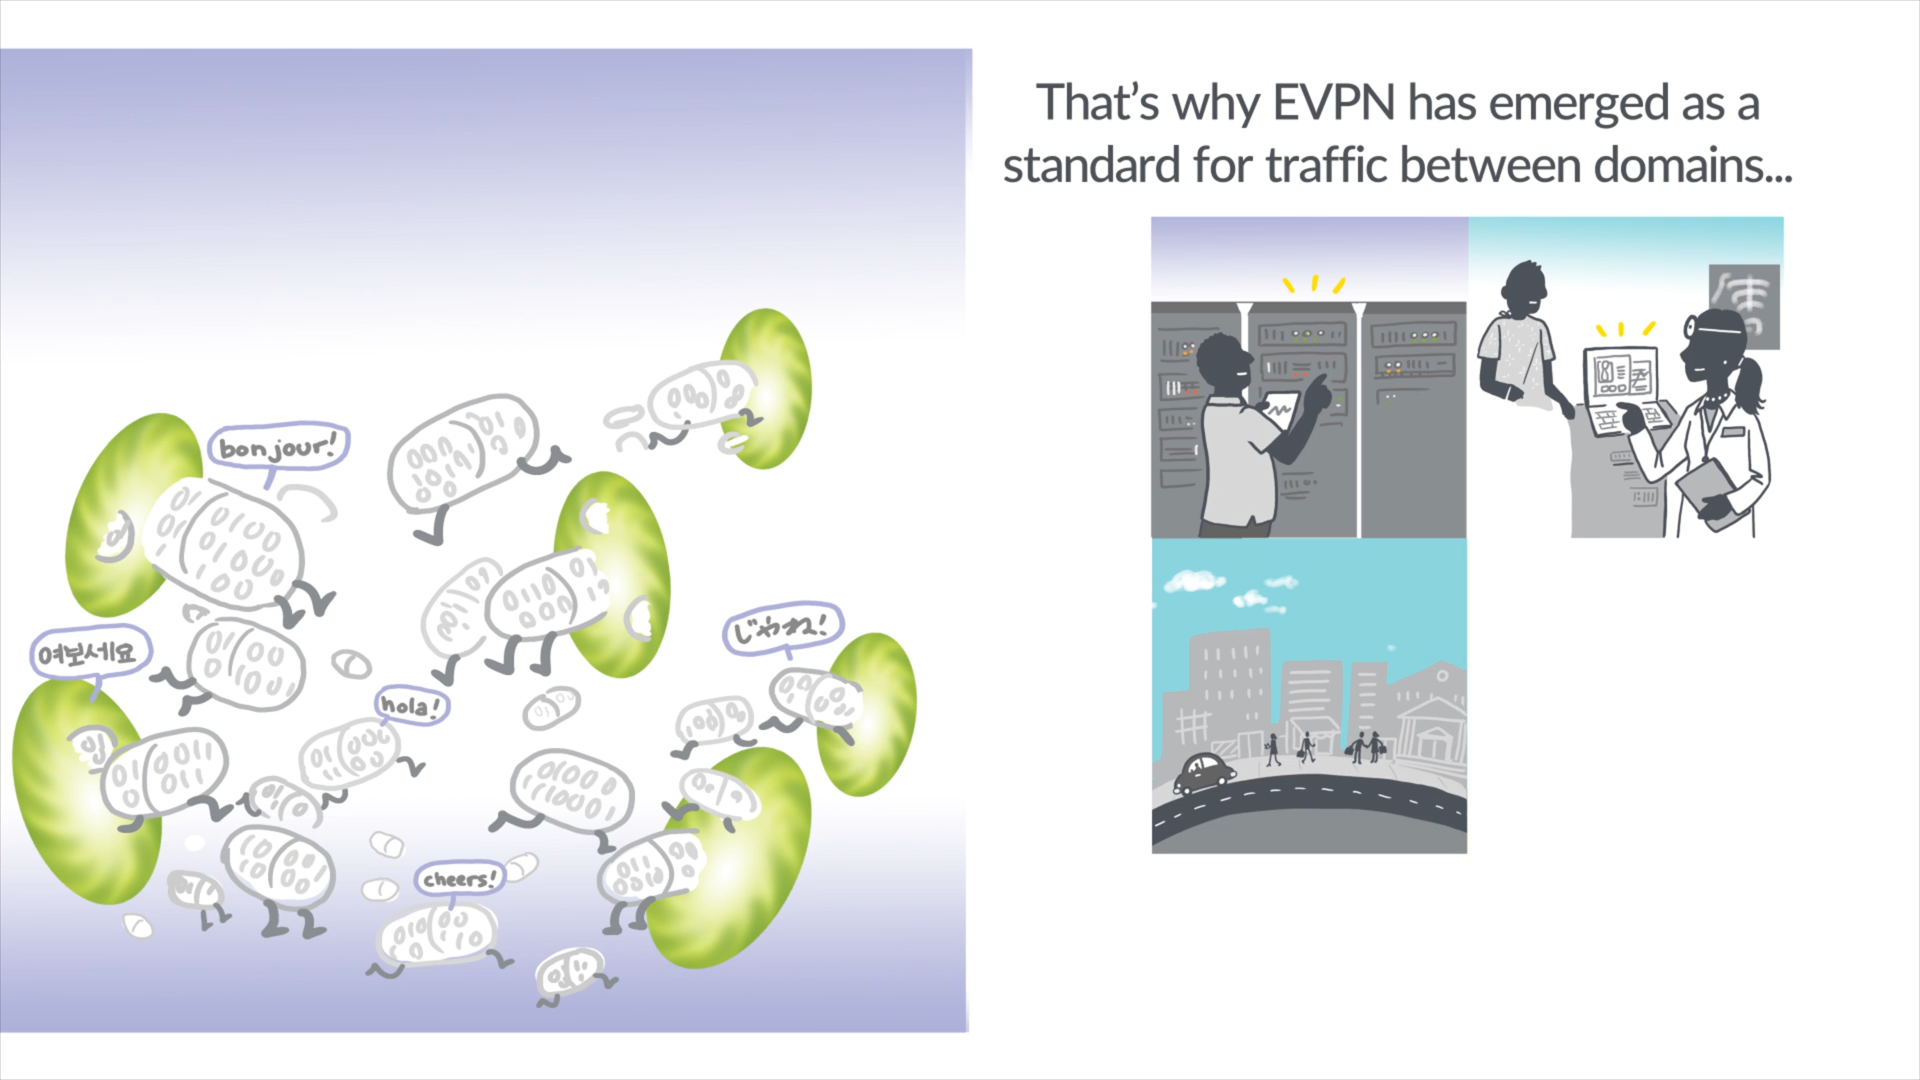 That's why EVPN has emerged as a
standard for traffic between domains...
bonjour!
여보세요
hola!
じゃね!
cheers!